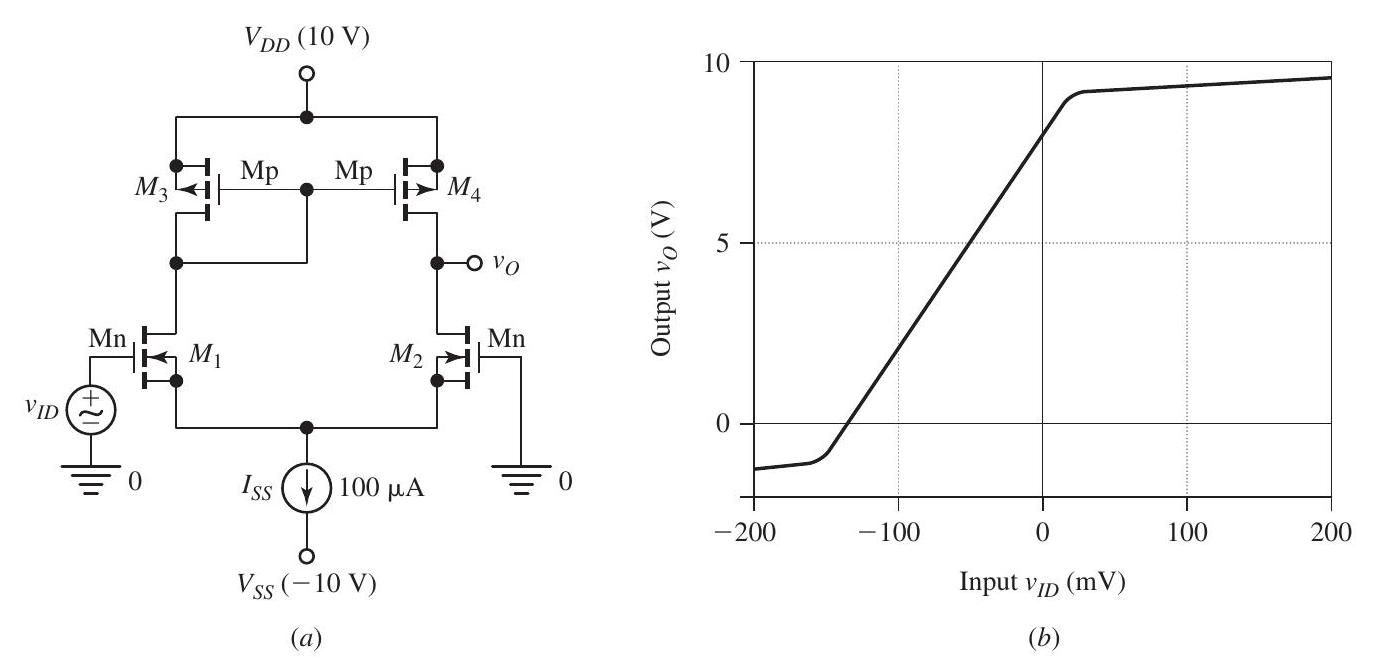 V_DD (10 V)
Mp Mp
M_3 M_4
v_O
Mn Mn
M_1 M_2
v_ID
+
−
0
I_SS 100 µA 0
V_SS (−10 V)
(a)
10
5
0
Output v_O (V)
−200 −100 0 100 200
Input v_ID (mV)
(b)